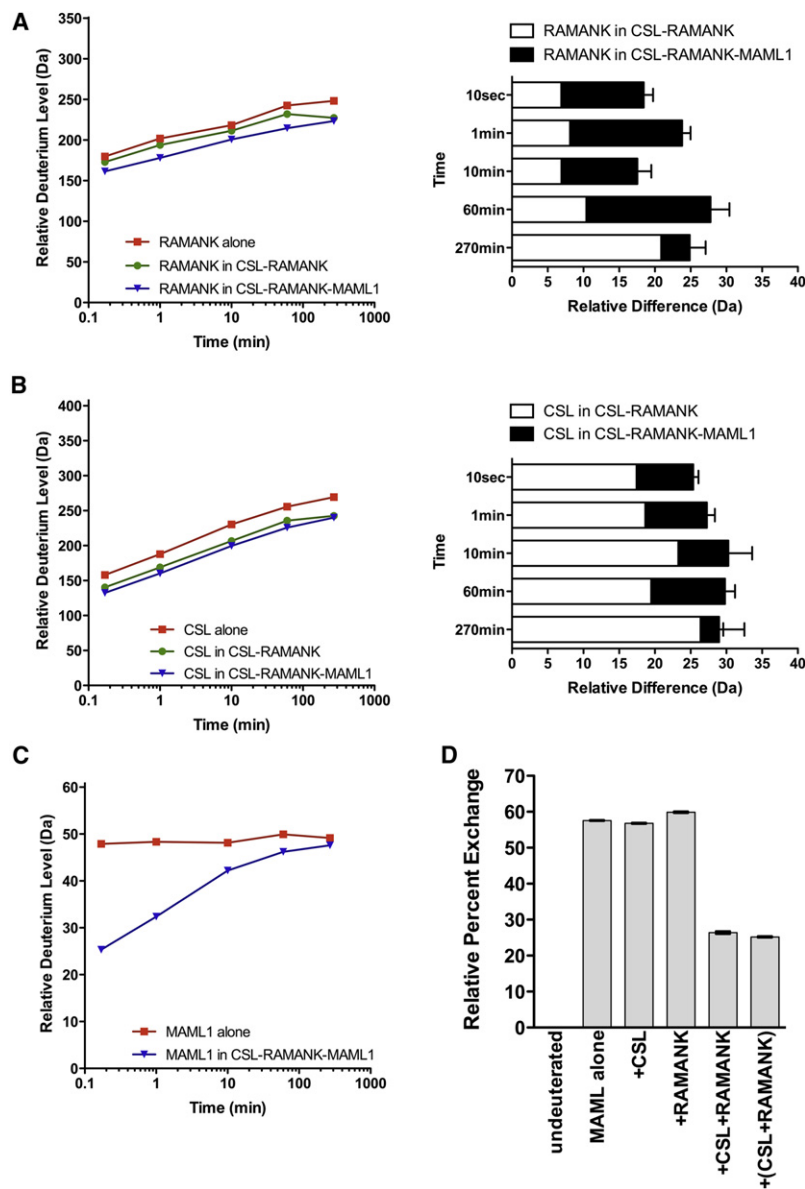 A
Relative Deuterium Level (Da)
350
300
250
200
150
100
50
0
0.1
1
10
100
1000
Time (min)
RAMANK alone
RAMANK in CSL-RAMANK
RAMANK in CSL-RAMANK-MAML1
RAMANK in CSL-RAMANK
RAMANK in CSL-RAMANK-MAML1
Time
10sec
1min
10min
60min
270min
0
5
10
15
20
25
30
35
40
Relative Difference (Da)
B
Relative Deuterium Level (Da)
400
350
300
250
200
150
100
50
0
0.1
1
10
100
1000
Time (min)
CSL alone
CSL in CSL-RAMANK
CSL in CSL-RAMANK-MAML1
CSL in CSL-RAMANK
CSL in CSL-RAMANK-MAML1
Time
10sec
1min
10min
60min
270min
0
5
10
15
20
25
30
35
40
Relative Difference (Da)
C
Relative Deuterium Level (Da)
60
50
40
30
20
10
0
0.1
1
10
100
1000
Time (min)
MAML1 alone
MAML1 in CSL-RAMANK-MAML1
D
Relative Percent Exchange
70
60
50
40
30
20
10
0
undeuterated
MAML alone
+CSL
+RAMANK
+CSL+RAMANK
+(CSL+RAMANK)